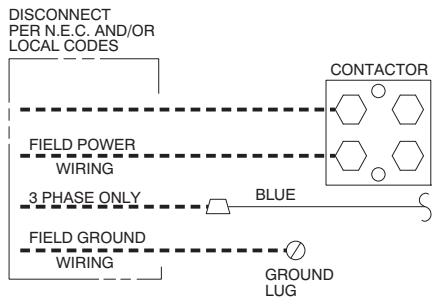 DISCONNECT
PER N.E.C. AND/OR
LOCAL CODES
CONTACTOR
FIELD POWER
WIRING
3 PHASE ONLY
BLUE
FIELD GROUND
WIRING
GROUND
LUG